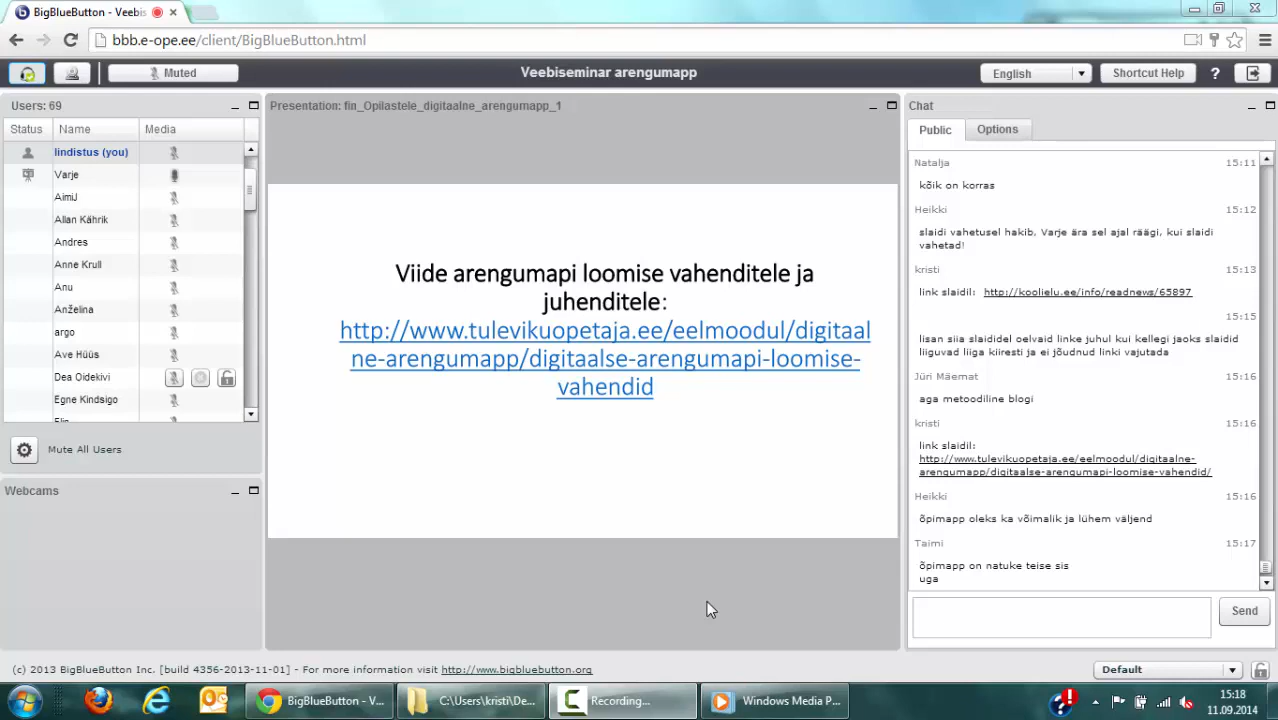 BigBlueButton - Veebis
bbb.e-ope.ee/client/BigBlueButton.html
Muted
Veebiseminar arengumapp
English
Shortcut Help
?
Users: 69
Status Name Media
lindistus (you)
Varje
AimiJ
Allan Kährik
Andres
Anne Krull
Anu
Anželina
argo
Ave Hüüs
Dea Oidekivi
Egne Kindsigo
Mute All Users
Webcams
Presentation: fin_Opilastele_digitaalne_arengumapp_1
Viide arengumapi loomise vahenditele ja
juhenditele:
http://www.tulevikuopetaja.ee/eelmoodul/digitaal
ne-arengumapp/digitaalse-arengumapi-loomise-
vahendid
Chat
Public Options
Natalja 15:11
kõik on korras
Heikki 15:12
slaidi vahetusel hakib, Varje ära sel ajal räägi, kui slaidi
vahetad!
kristi 15:13
link slaidil: http://koolielu.ee/info/readnews/65897
15:15
lisan siia slaididel oelvaid linke juhul kui kellegi jaoks slaidid
liiguvad liiga kiiresti ja ei jõudnud linki vajutada
Jüri Mäemat 15:16
aga metoodiline blogi
kristi 15:16
link slaidil:
http://www.tulevikuopetaja.ee/eelmoodul/digitaalne-
arengumapp/digitaalse-arengumapi-loomise-vahendid/
Heikki 15:16
õpimapp oleks ka võimalik ja lühem väljend
Taimi 15:17
õpimapp on natuke teise sis
uga
Send
(c) 2013 BigBlueButton Inc. [build 4356-2013-11-01] - For more information visit http://www.bigbluebutton.org
Default
BigBlueButton - V...
C:\Users\kristi\De...
Recording...
Windows Media P...
15:18
11.09.2014